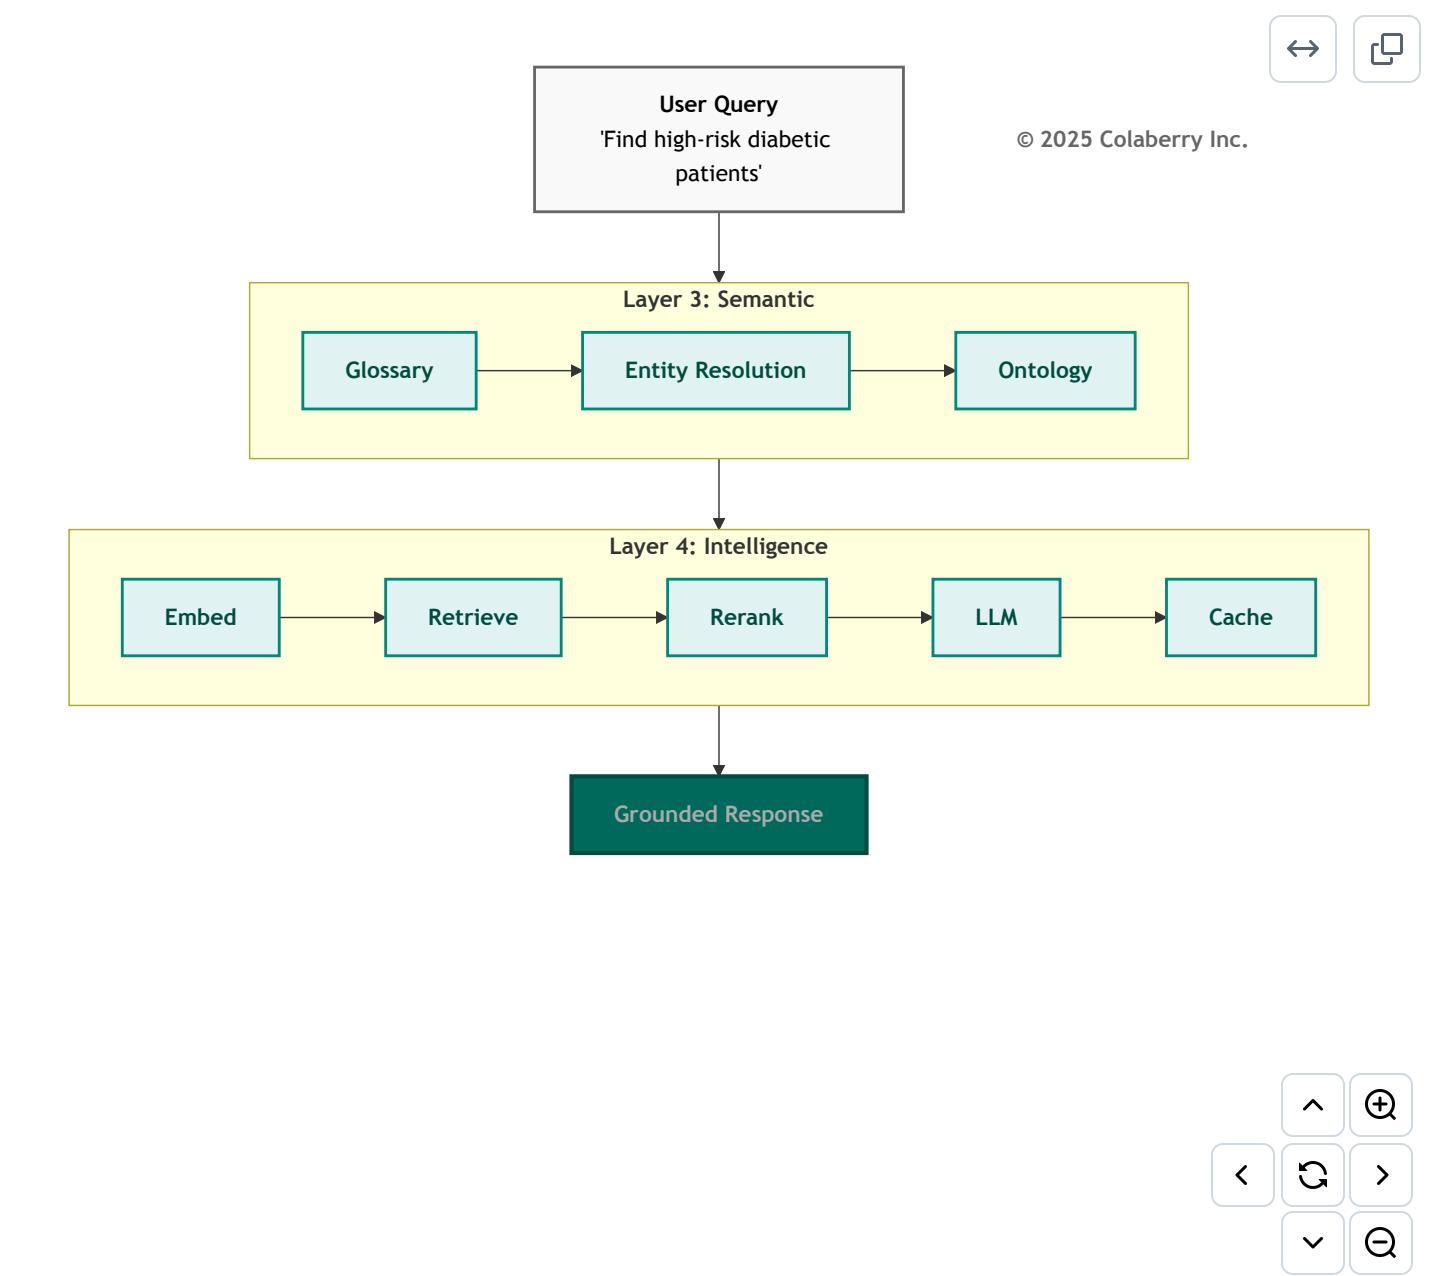 User Query
'Find high-risk diabetic
patients'
© 2025 Colaberry Inc.
Layer 3: Semantic
Glossary
Entity Resolution
Ontology
Layer 4: Intelligence
Embed
Retrieve
Rerank
LLM
Cache
Grounded Response